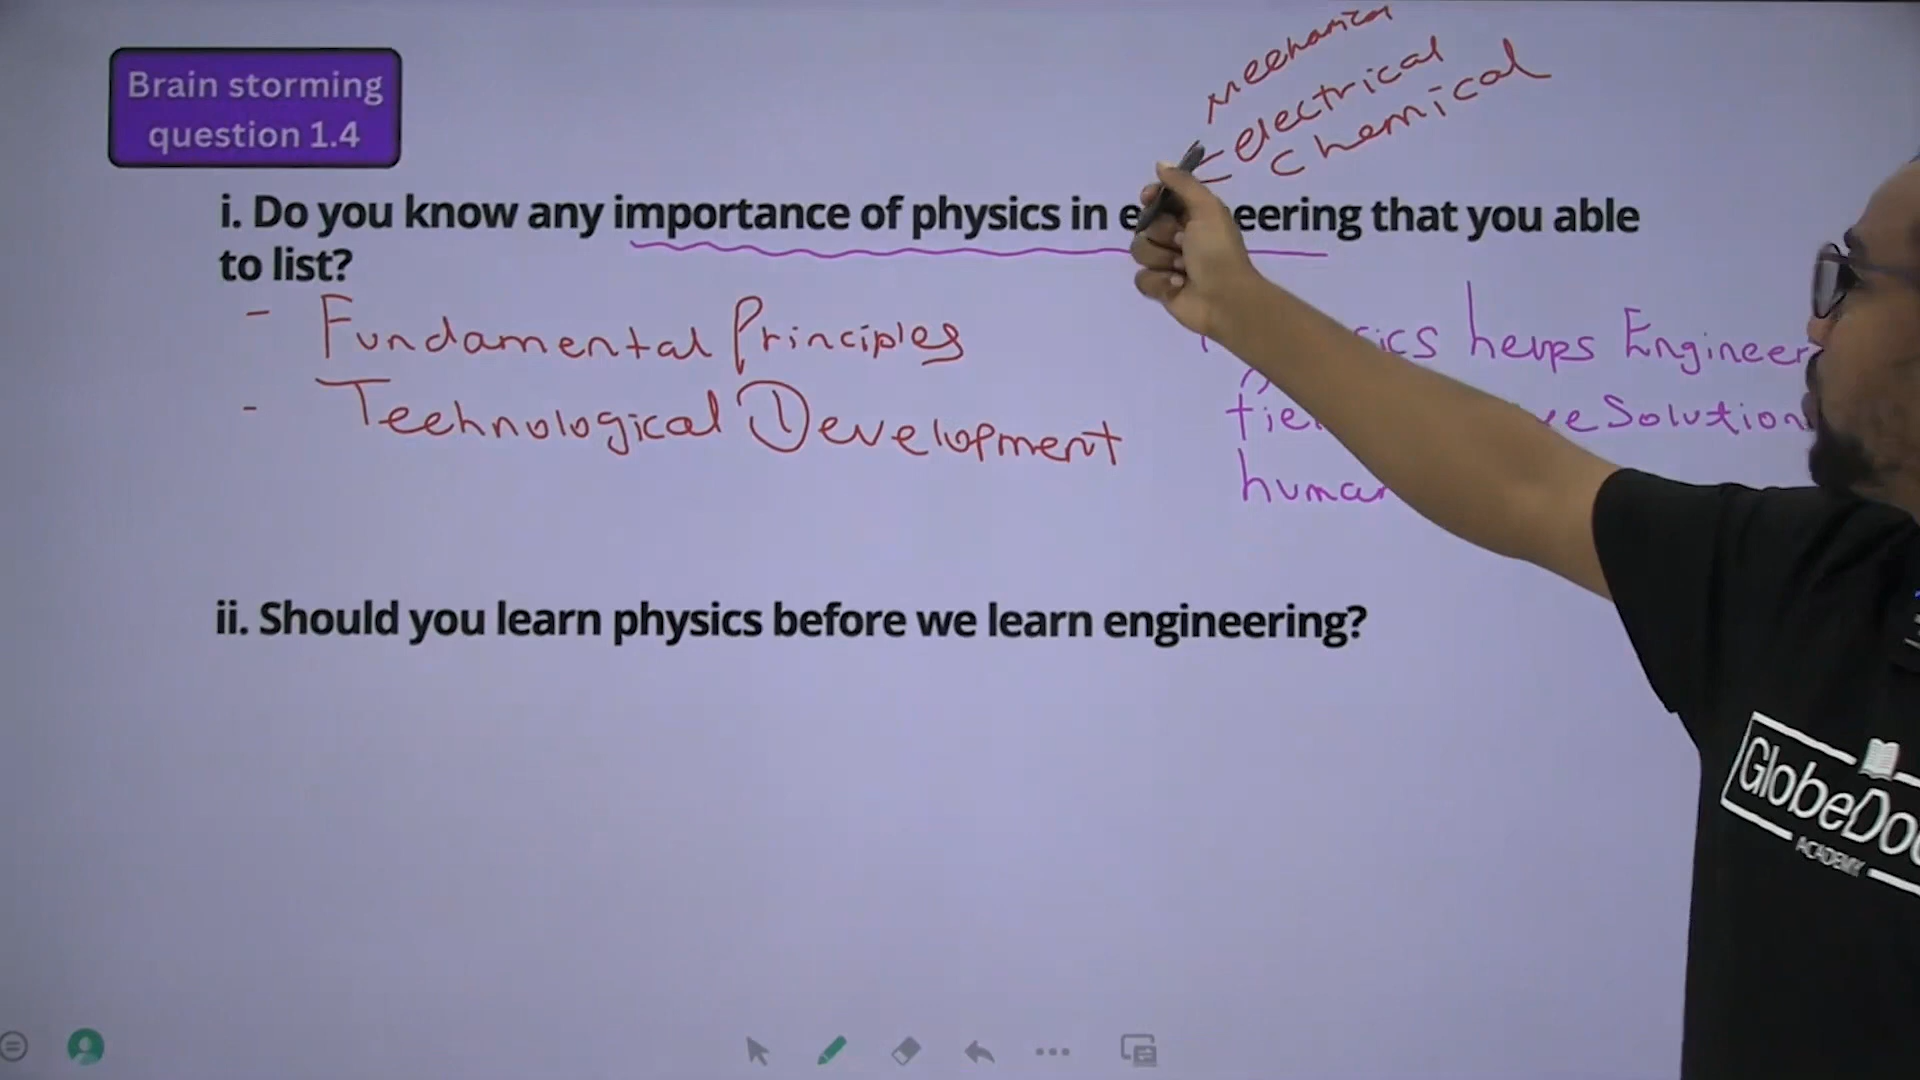 Brain storming
question 1.4
Mechanical
electrical
Chemical
i. Do you know any importance of physics in eering that you able
to list?
- Fundamental Principles
- Technological Development
ics helps Engineer
Solution
ii. Should you learn physics before we learn engineering?
GlobeDo
ACADEMY